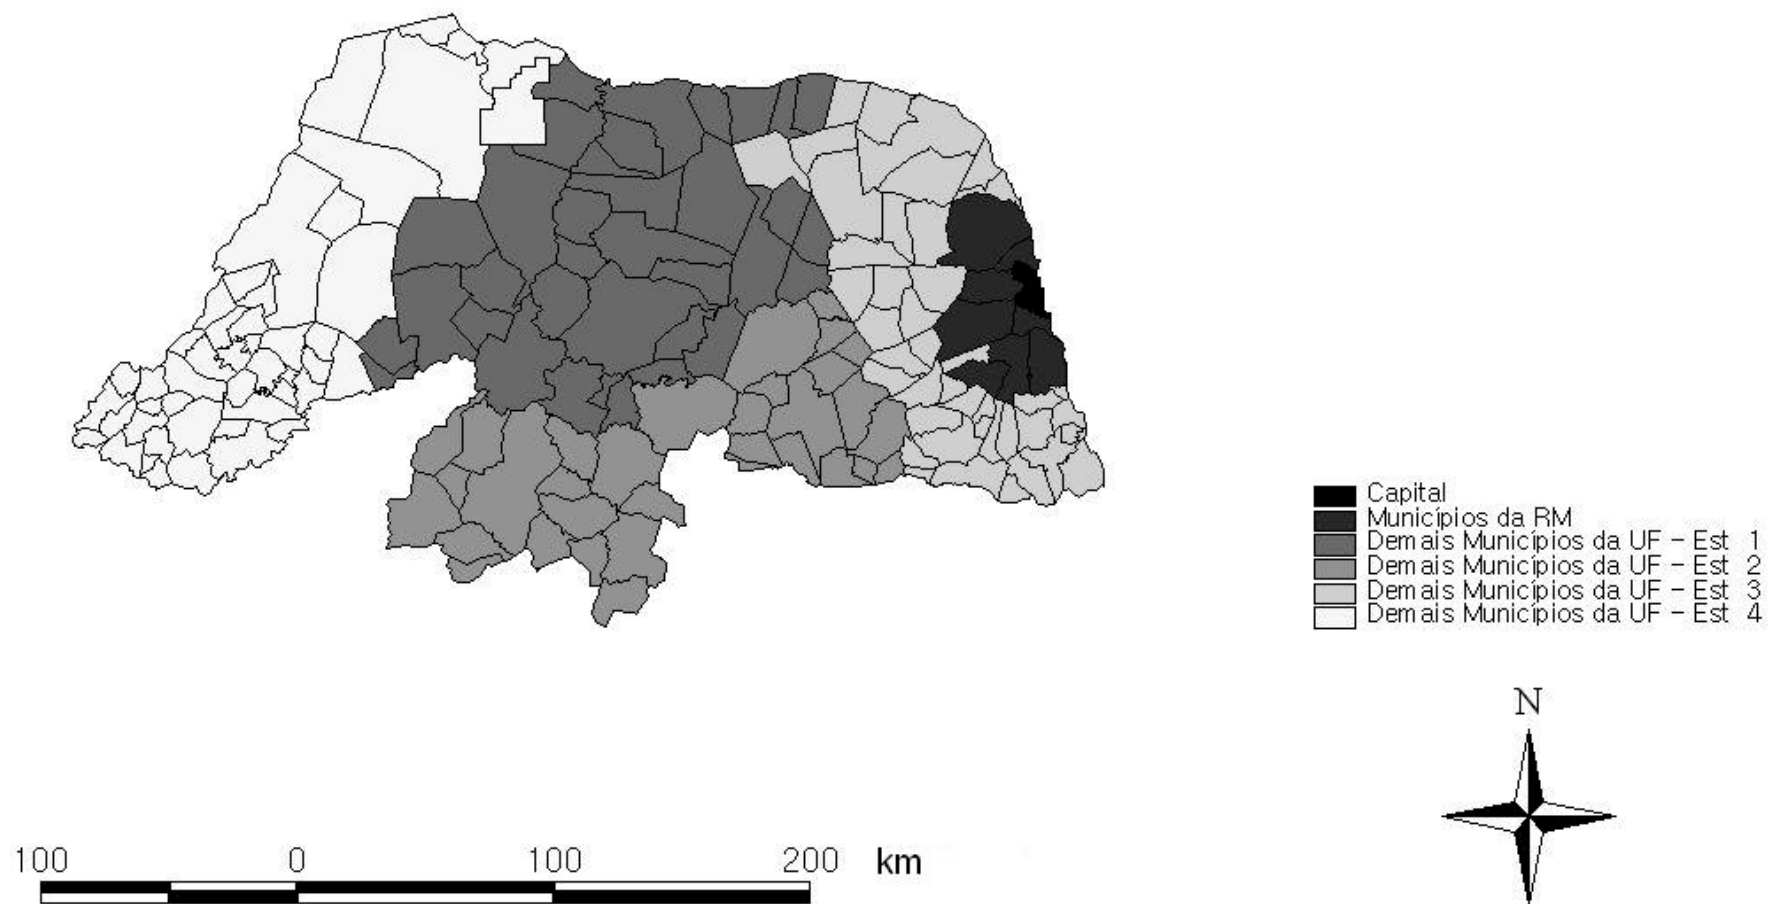 Capital
Municípios da RM
Demais Municípios da UF - Est 1
Demais Municípios da UF - Est 2
Demais Municípios da UF - Est 3
Demais Municípios da UF - Est 4
N
100 0 100 200 km